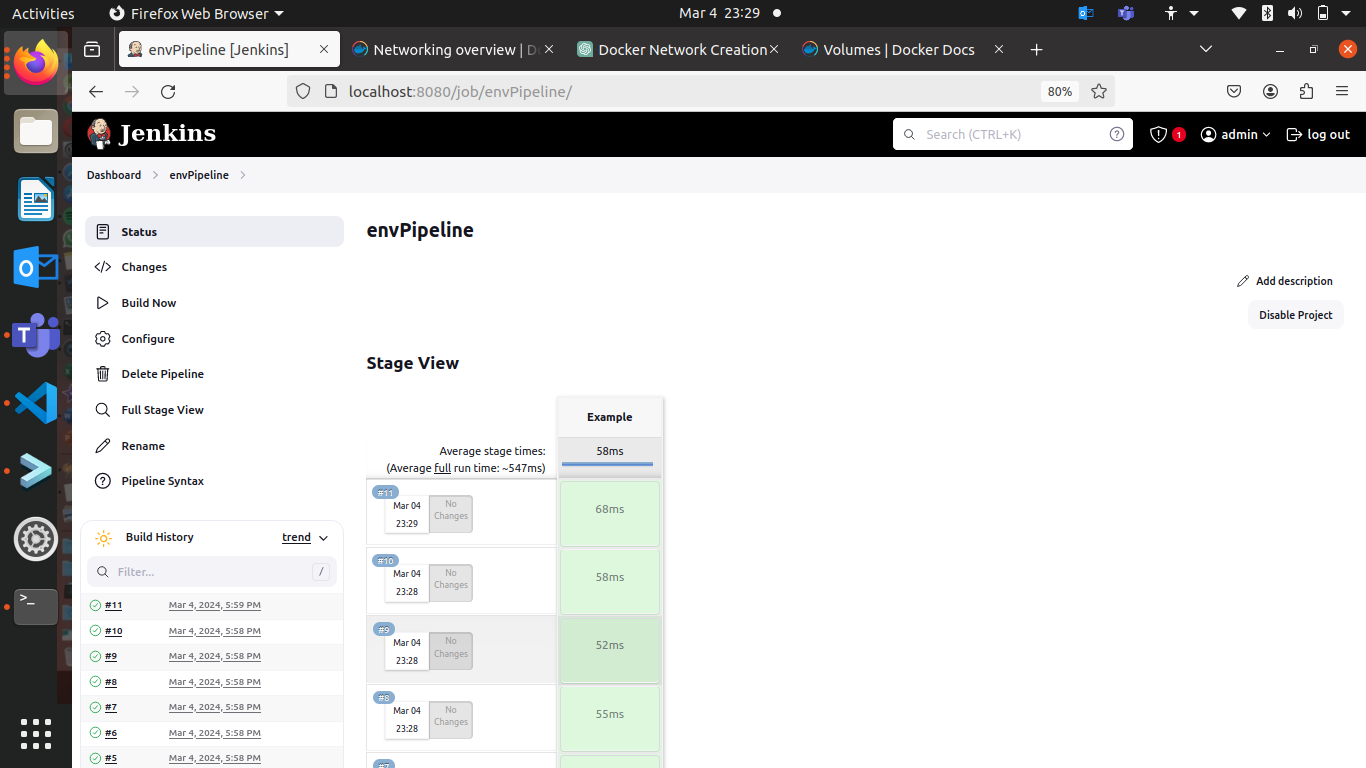 Activities
Firefox Web Browser
Mar 4 23:29
envPipeline [Jenkins]
Networking overview | Do
Docker Network Creation
Volumes | Docker Docs
localhost:8080/job/envPipeline/
80%
Jenkins
Search (CTRL+K)
1
admin
log out
Dashboard
envPipeline
Status
Changes
Build Now
Configure
Delete Pipeline
Full Stage View
Rename
Pipeline Syntax
Build History
trend
Filter...
/
#11 Mar 4, 2024, 5:59 PM
#10 Mar 4, 2024, 5:58 PM
#9 Mar 4, 2024, 5:58 PM
#8 Mar 4, 2024, 5:58 PM
#7 Mar 4, 2024, 5:58 PM
#6 Mar 4, 2024, 5:58 PM
#5 Mar 4, 2024, 5:58 PM
envPipeline
Add description
Disable Project
Stage View
Example
Average stage times:
(Average full run time: ~547ms)
58ms
#11
Mar 04
23:29
No
Changes
68ms
#10
Mar 04
23:28
No
Changes
58ms
#9
Mar 04
23:28
No
Changes
52ms
#8
Mar 04
23:28
No
Changes
55ms
#7